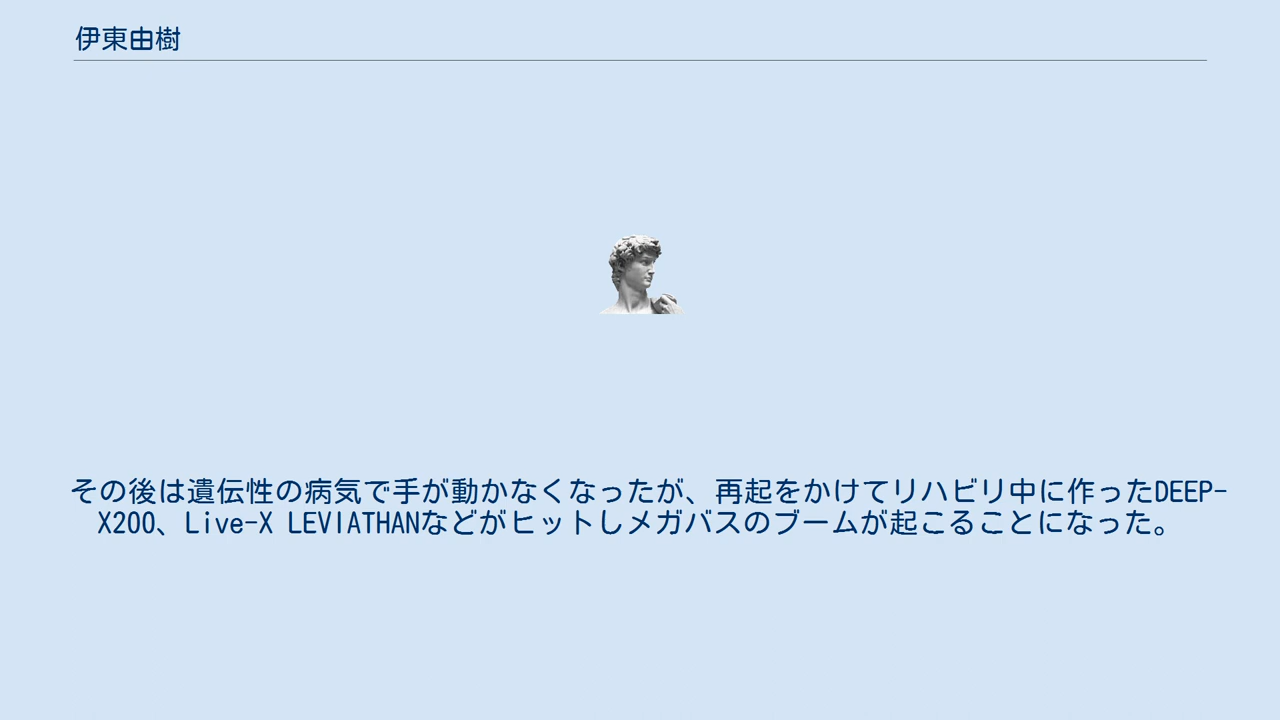 伊東由樹
その後は遺伝性の病気で手が動かなくなったが、再起をかけてリハビリ中に作ったDEEP-
X200、Live-X LEVIATHANなどがヒットしメガバスのブームが起こることになった。